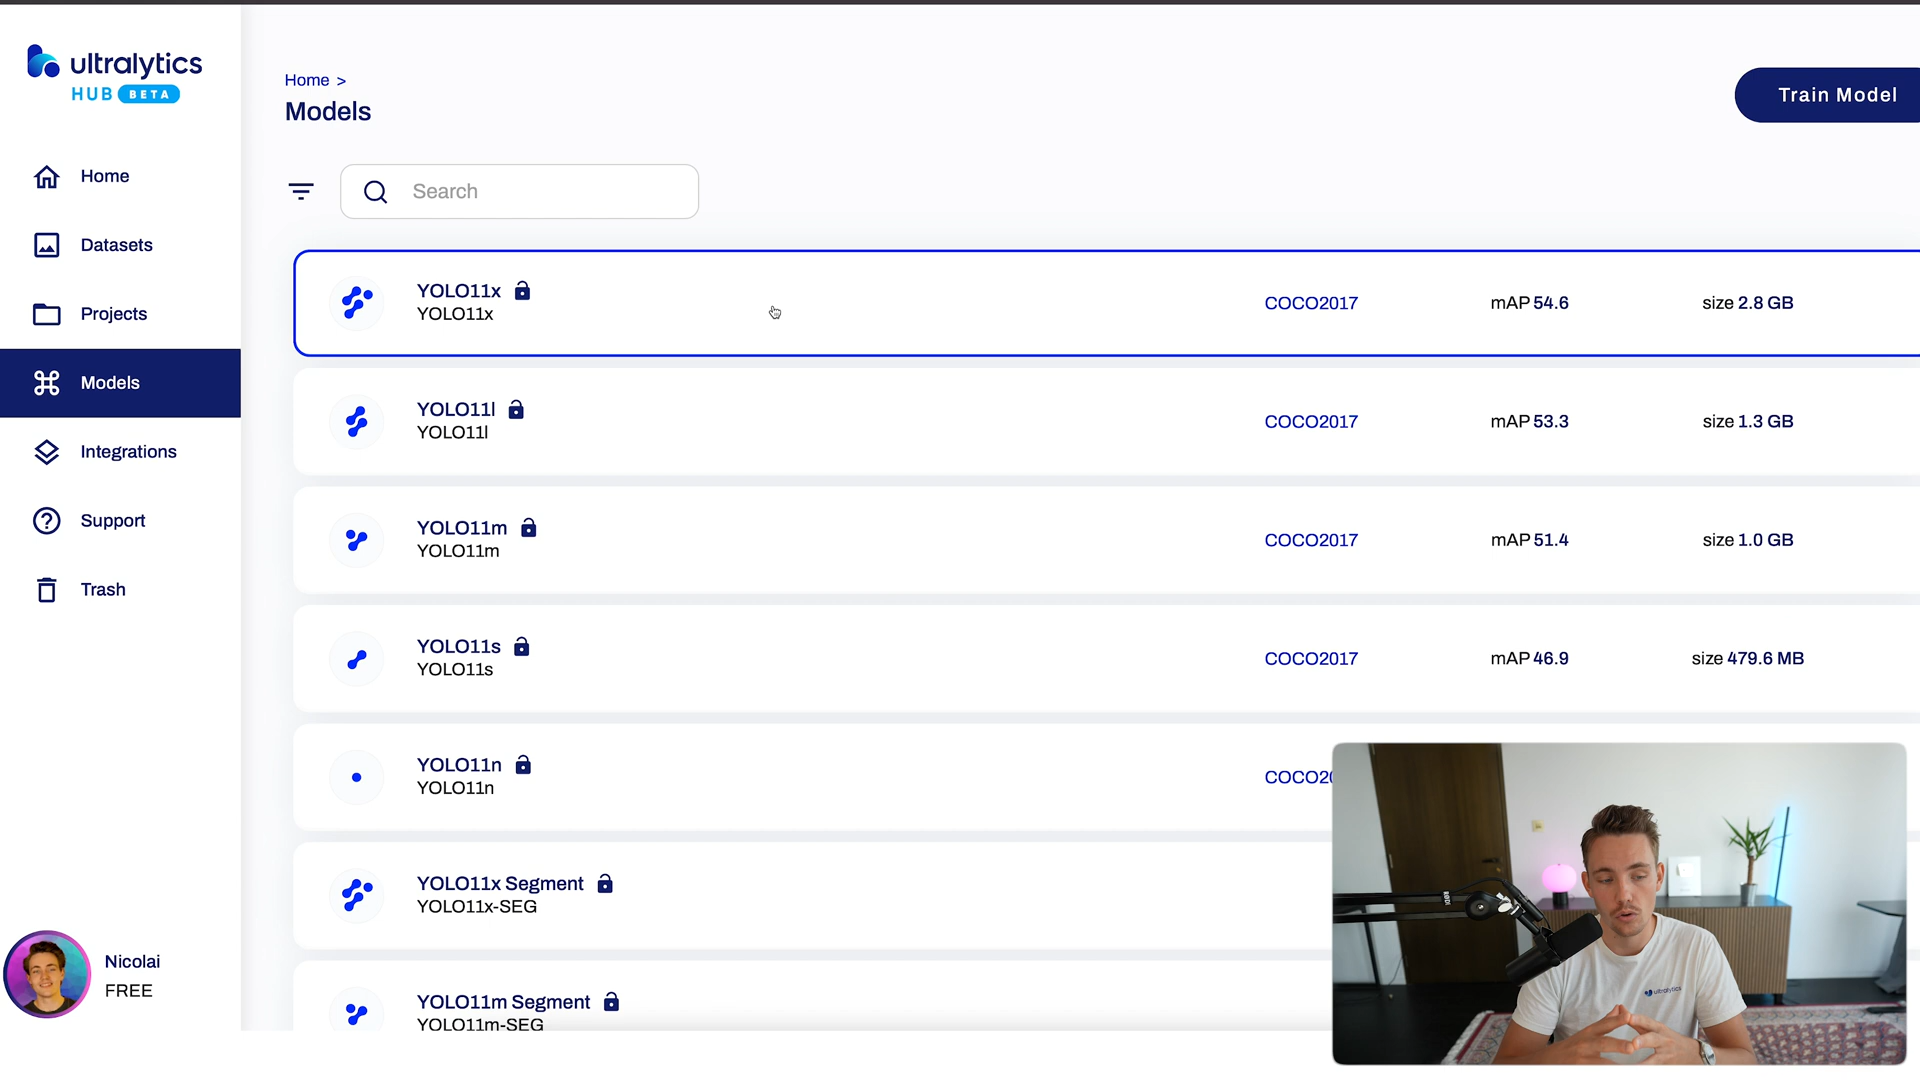 ultralytics
HUB BETA
Home
Datasets
Projects
Models
Integrations
Support
Trash
Nicolai
FREE
Home >
Models
Train Model
Search
YOLO11x
YOLO11x
COCO2017
mAP 54.6
size 2.8 GB
YOLO11l
YOLO11l
COCO2017
mAP 53.3
size 1.3 GB
YOLO11m
YOLO11m
COCO2017
mAP 51.4
size 1.0 GB
YOLO11s
YOLO11s
COCO2017
mAP 46.9
size 479.6 MB
YOLO11n
YOLO11n
YOLO11x Segment
YOLO11x-SEG
YOLO11m Segment
YOLO11m-SEG
ultralytics